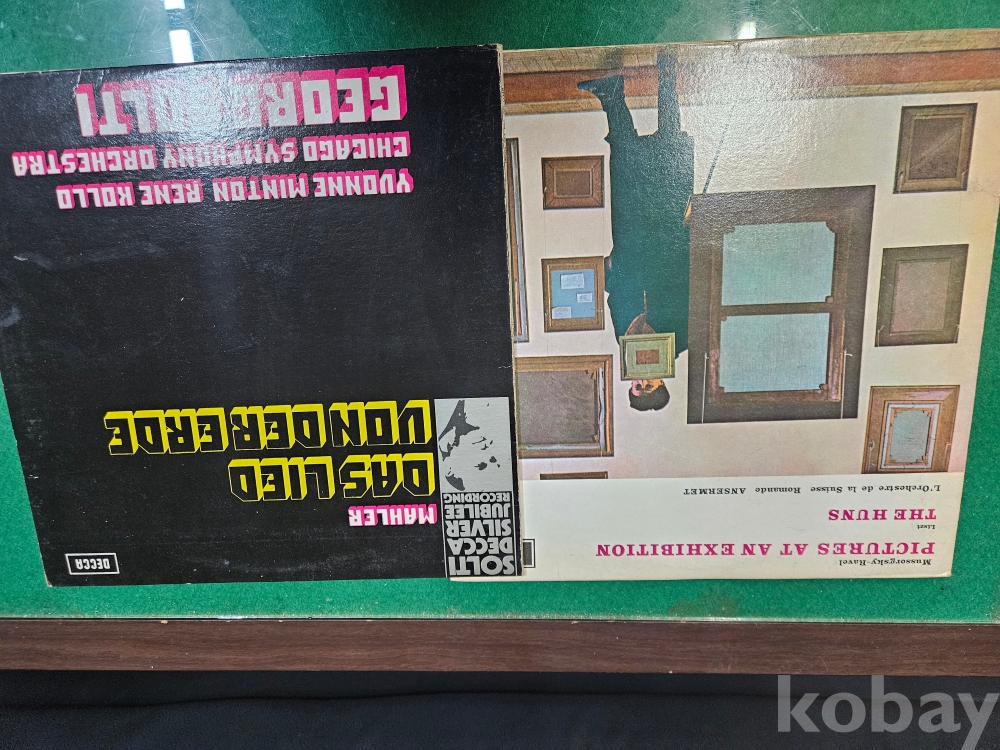 DECCA
MAHLER
DAS LIED
VON DER ERDE
SOLTI
DECCA
SILVER
JUBILEE
RECORDING
YVONNE MINTON RENE KOLLO
CHICAGO SYMPHONY ORCHESTRA
GEORG SOLTI
Mussorgsky-Ravel
PICTURES AT AN EXHIBITION
Liszt
THE HUNS
L'Orchestre de la Suisse Romande ANSERMET
kobay